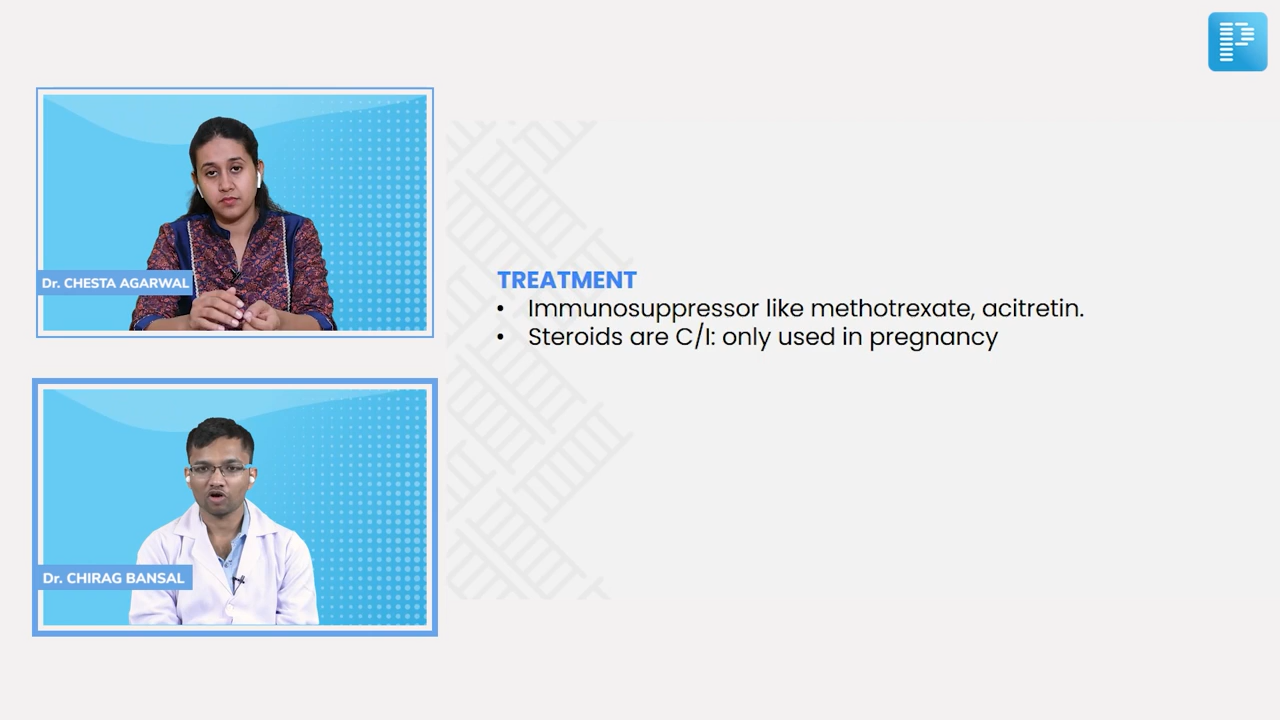 Dr. CHESTA AGARWAL
TREATMENT
• Immunosuppressor like methotrexate, acitretin.
• Steroids are C/I: only used in pregnancy
Dr. CHIRAG BANSAL